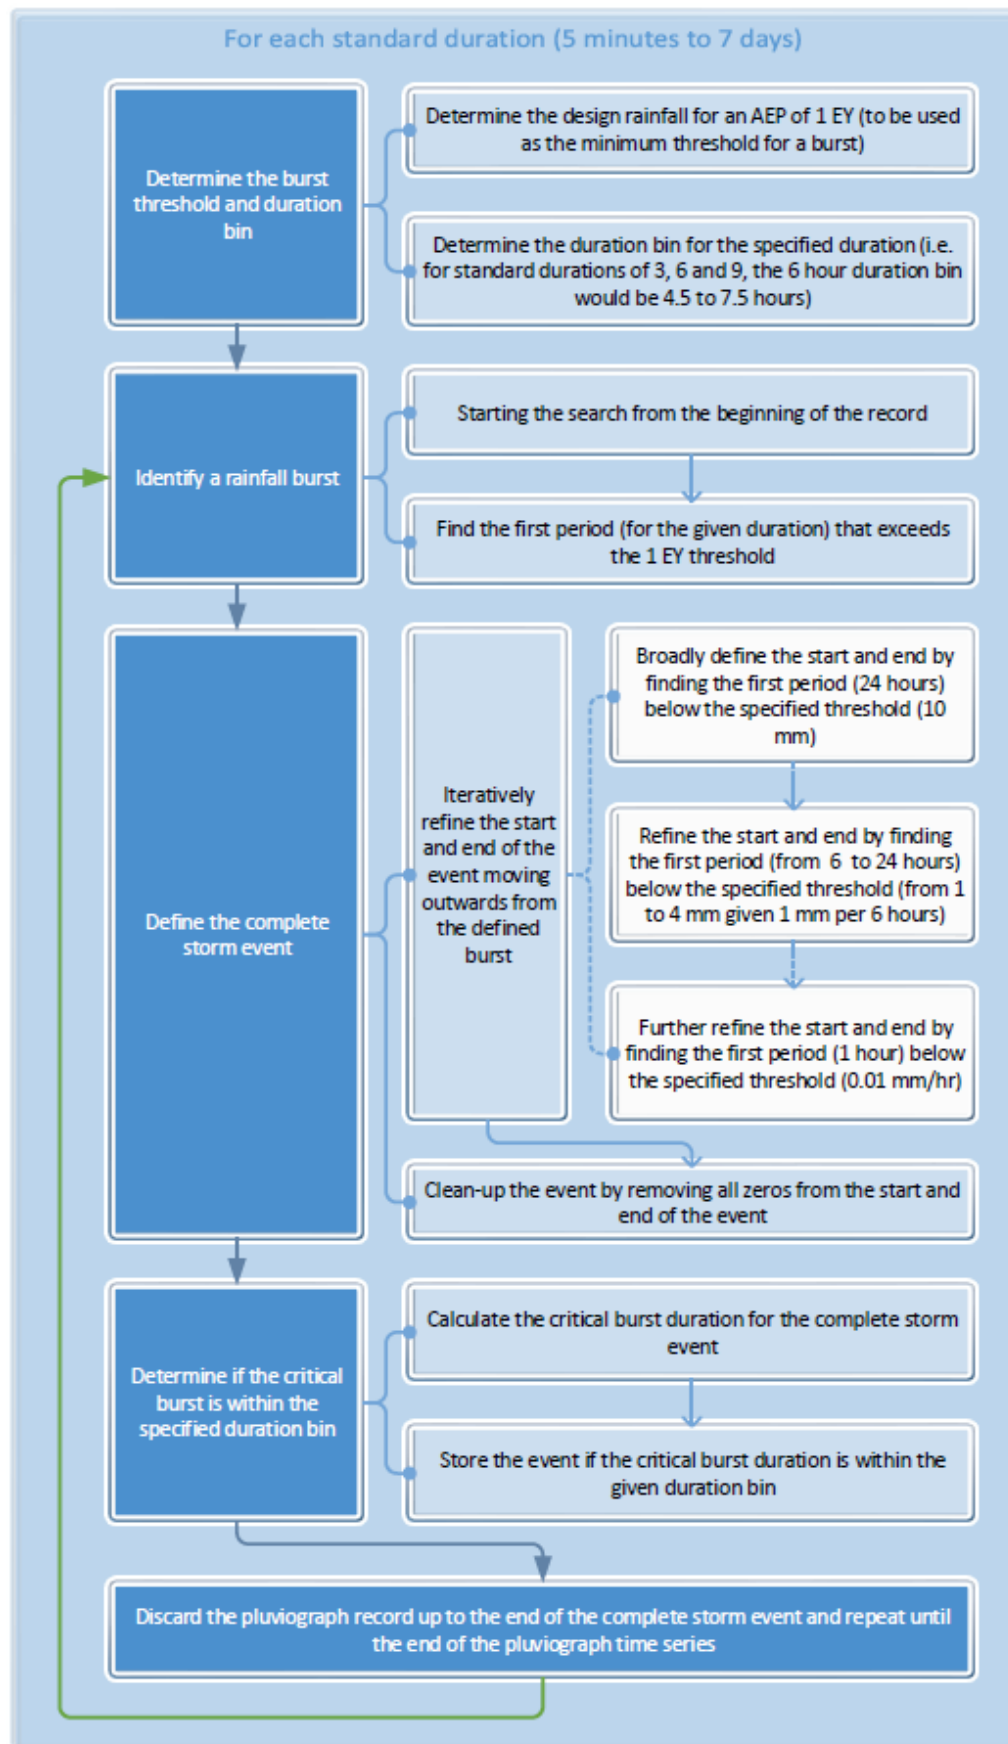 For each standard duration (5 minutes to 7 days)
Determine the burst
threshold and duration
bin
Determine the design rainfall for an AEP of 1 EY (to be used
as the minimum threshold for a burst)
Determine the duration bin for the specified duration (i.e.
for standard durations of 3, 6 and 9, the 6 hour duration bin
would be 4.5 to 7.5 hours)
Identify a rainfall burst
Starting the search from the beginning of the record
Find the first period (for the given duration) that exceeds
the 1 EY threshold
Define the complete
storm event
Iteratively
refine the start
and end of the
event moving
outwards from
the defined
burst
Broadly define the start and end by
finding the first period (24 hours)
below the specified threshold (10
mm)
Refine the start and end by finding
the first period (from 6 to 24 hours)
below the specified threshold (from 1
to 4 mm given 1 mm per 6 hours)
Further refine the start and end by
finding the first period (1 hour) below
the specified threshold (0.01 mm/hr)
Clean-up the event by removing all zeros from the start and
end of the event
Determine if the critical
burst is within the
specified duration bin
Calculate the critical burst duration for the complete storm
event
Store the event if the critical burst duration is within the
given duration bin
Discard the pluviograph record up to the end of the complete storm event and repeat until
the end of the pluviograph time series